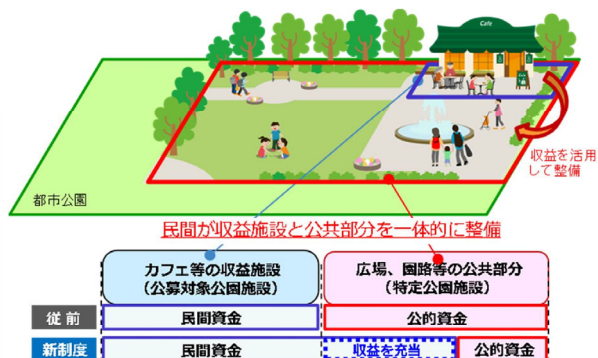 Cafe
収益を活用
して整備
都市公園
民間が収益施設と公共部分を一体的に整備
カフェ等の収益施設
(公募対象公園施設)
広場、園路等の公共部分
(特定公園施設)
従前
民間資金
公的資金
新制度
民間資金
収益を充当
公的資金